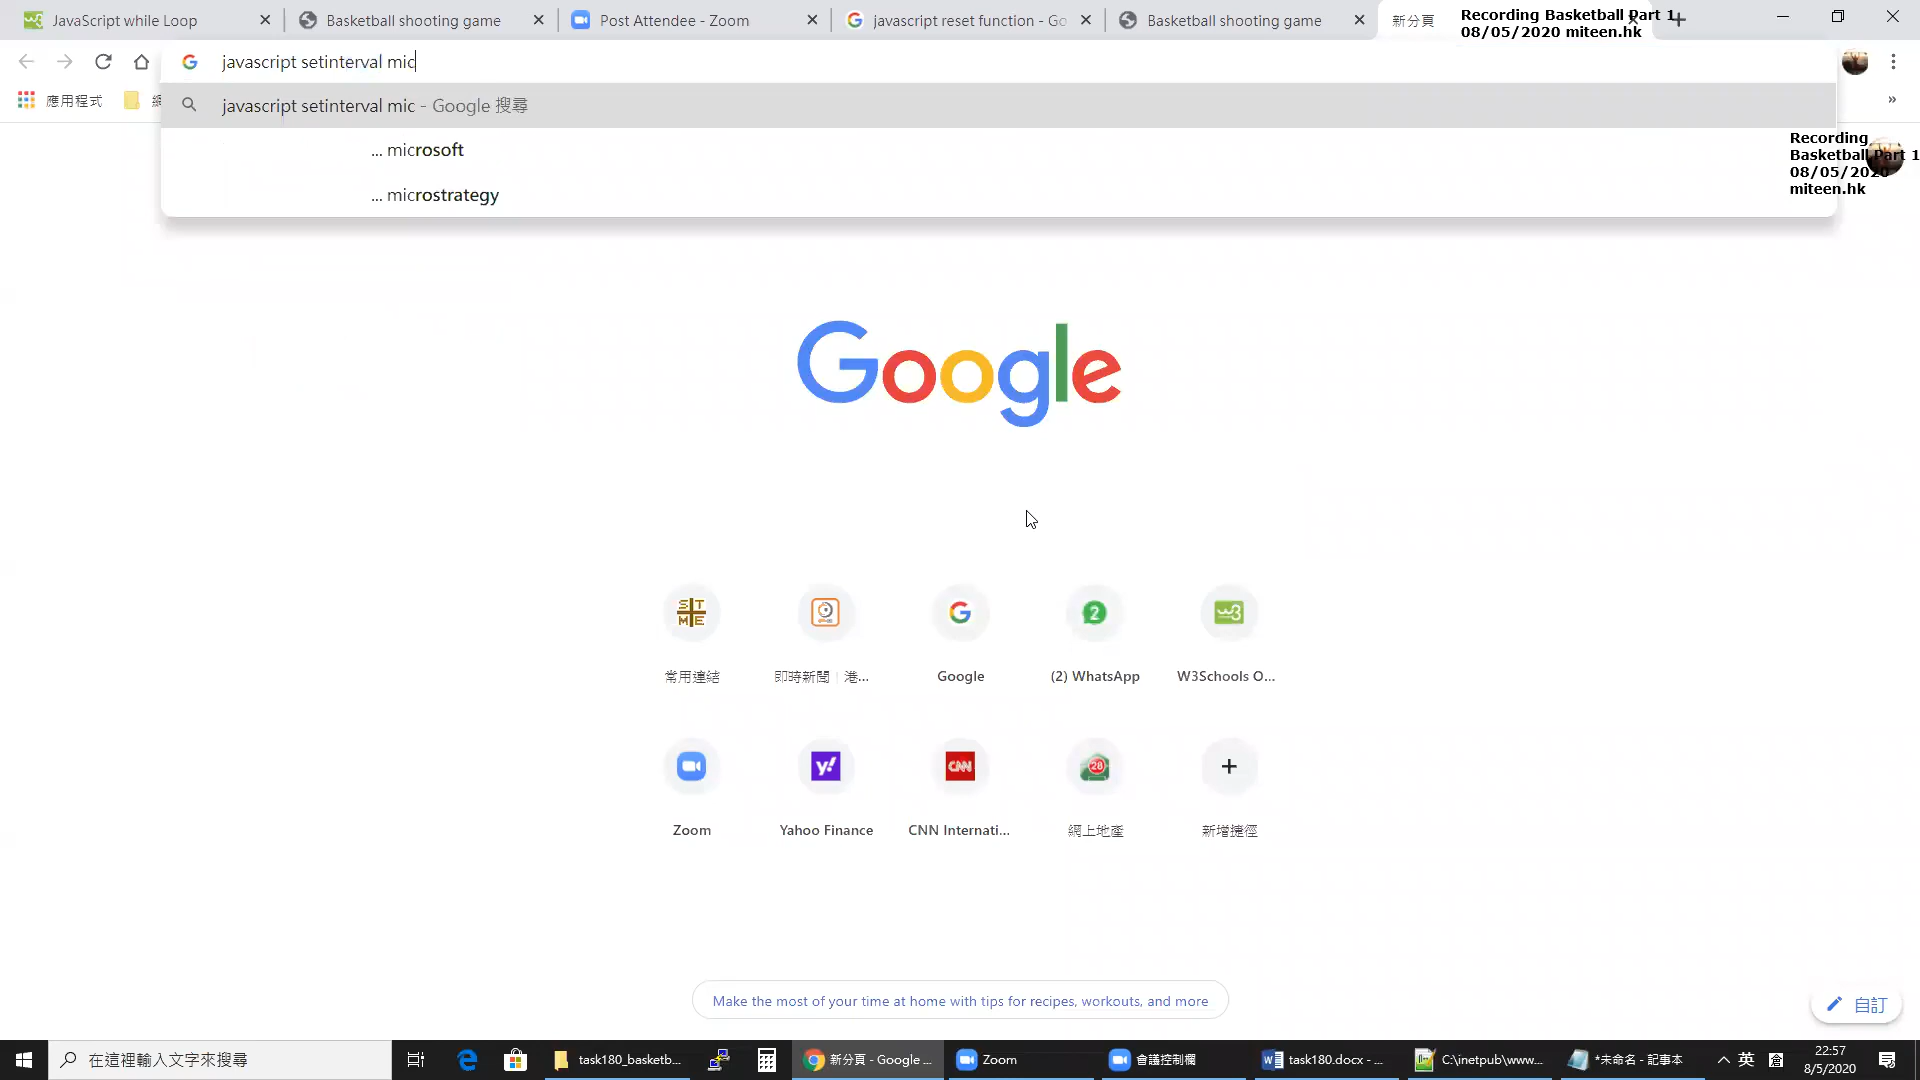 JavaScript while Loop
Basketball shooting game
Post Attendee - Zoom
javascript reset function - Go
Basketball shooting game
新分頁
Recording Basketball Part 1
08/05/2020 miteen.hk
javascript setinterval mic
應用程式
javascript setinterval mic - Google 搜尋
... microsoft
... microstrategy
Recording
Basketball Part 1
08/05/2020
miteen.hk
Google
常用連結
即時新聞 | 港...
Google
(2) WhatsApp
W3Schools O...
Zoom
Yahoo Finance
CNN Internati...
網上地產
新增捷徑
Make the most of your time at home with tips for recipes, workouts, and more
自訂
在這裡輸入文字來搜尋
task180_basketb...
新分頁 - Google ...
Zoom
會議控制欄
task180.docx - ...
C:\inetpub\www...
*未命名 - 記事本
英
倉
22:57
8/5/2020